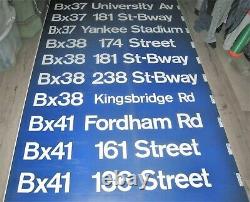 Bx37 University Av
Bx37 181 St-Bway
Bx37 Yankee Stadium
Bx38 174 Street
Bx38 181 St-Bway
Bx38 238 St-Bway
Bx38 Kingsbridge Rd
Bx41 Fordham Rd
Bx41 161 Street
Bx41 196 Street